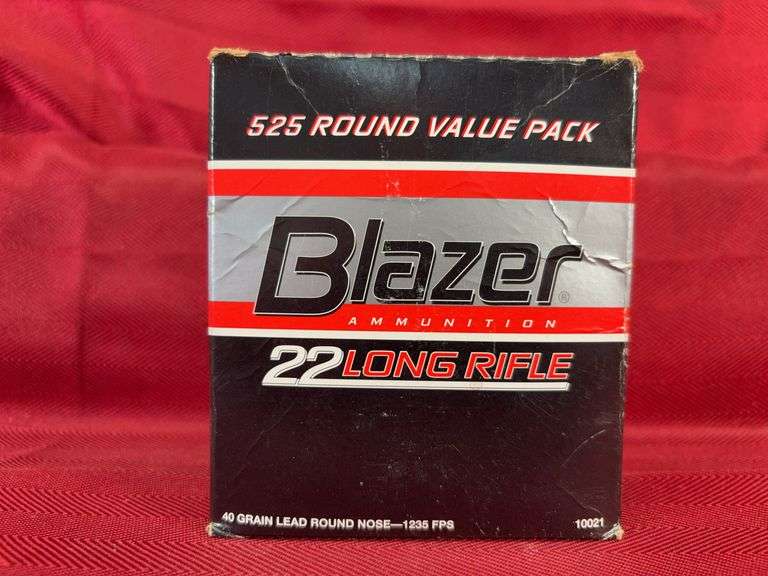 525 ROUND VALUE PACK
Blazer®
AMMUNITION
22 LONG RIFLE
40 GRAIN LEAD ROUND NOSE—1235 FPS 10021